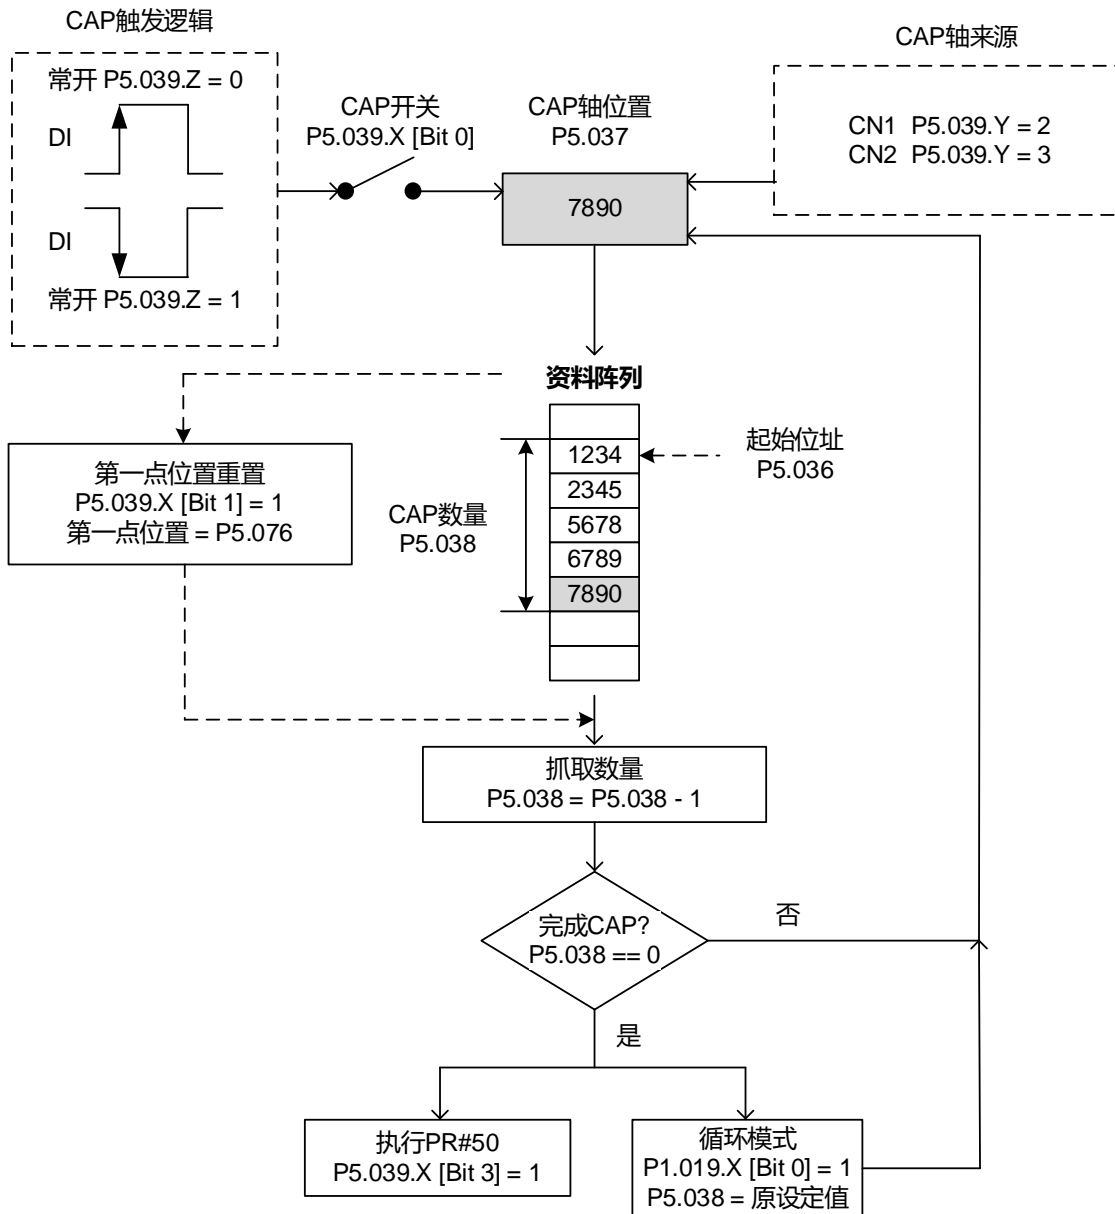 CAP触发逻辑
常开 P5.039.Z = 0
DI
DI
常开 P5.039.Z = 1
CAP开关
P5.039.X [Bit 0]
CAP轴位置
P5.037
7890
CAP轴来源
CN1 P5.039.Y = 2
CN2 P5.039.Y = 3
资料阵列
1234
2345
5678
6789
7890
起始位址
P5.036
CAP数量
P5.038
第一点位置重置
P5.039.X [Bit 1] = 1
第一点位置 = P5.076
抓取数量
P5.038 = P5.038 - 1
完成CAP?
P5.038 == 0
否
是
执行PR#50
P5.039.X [Bit 3] = 1
循环模式
P1.019.X [Bit 0] = 1
P5.038 = 原设定值